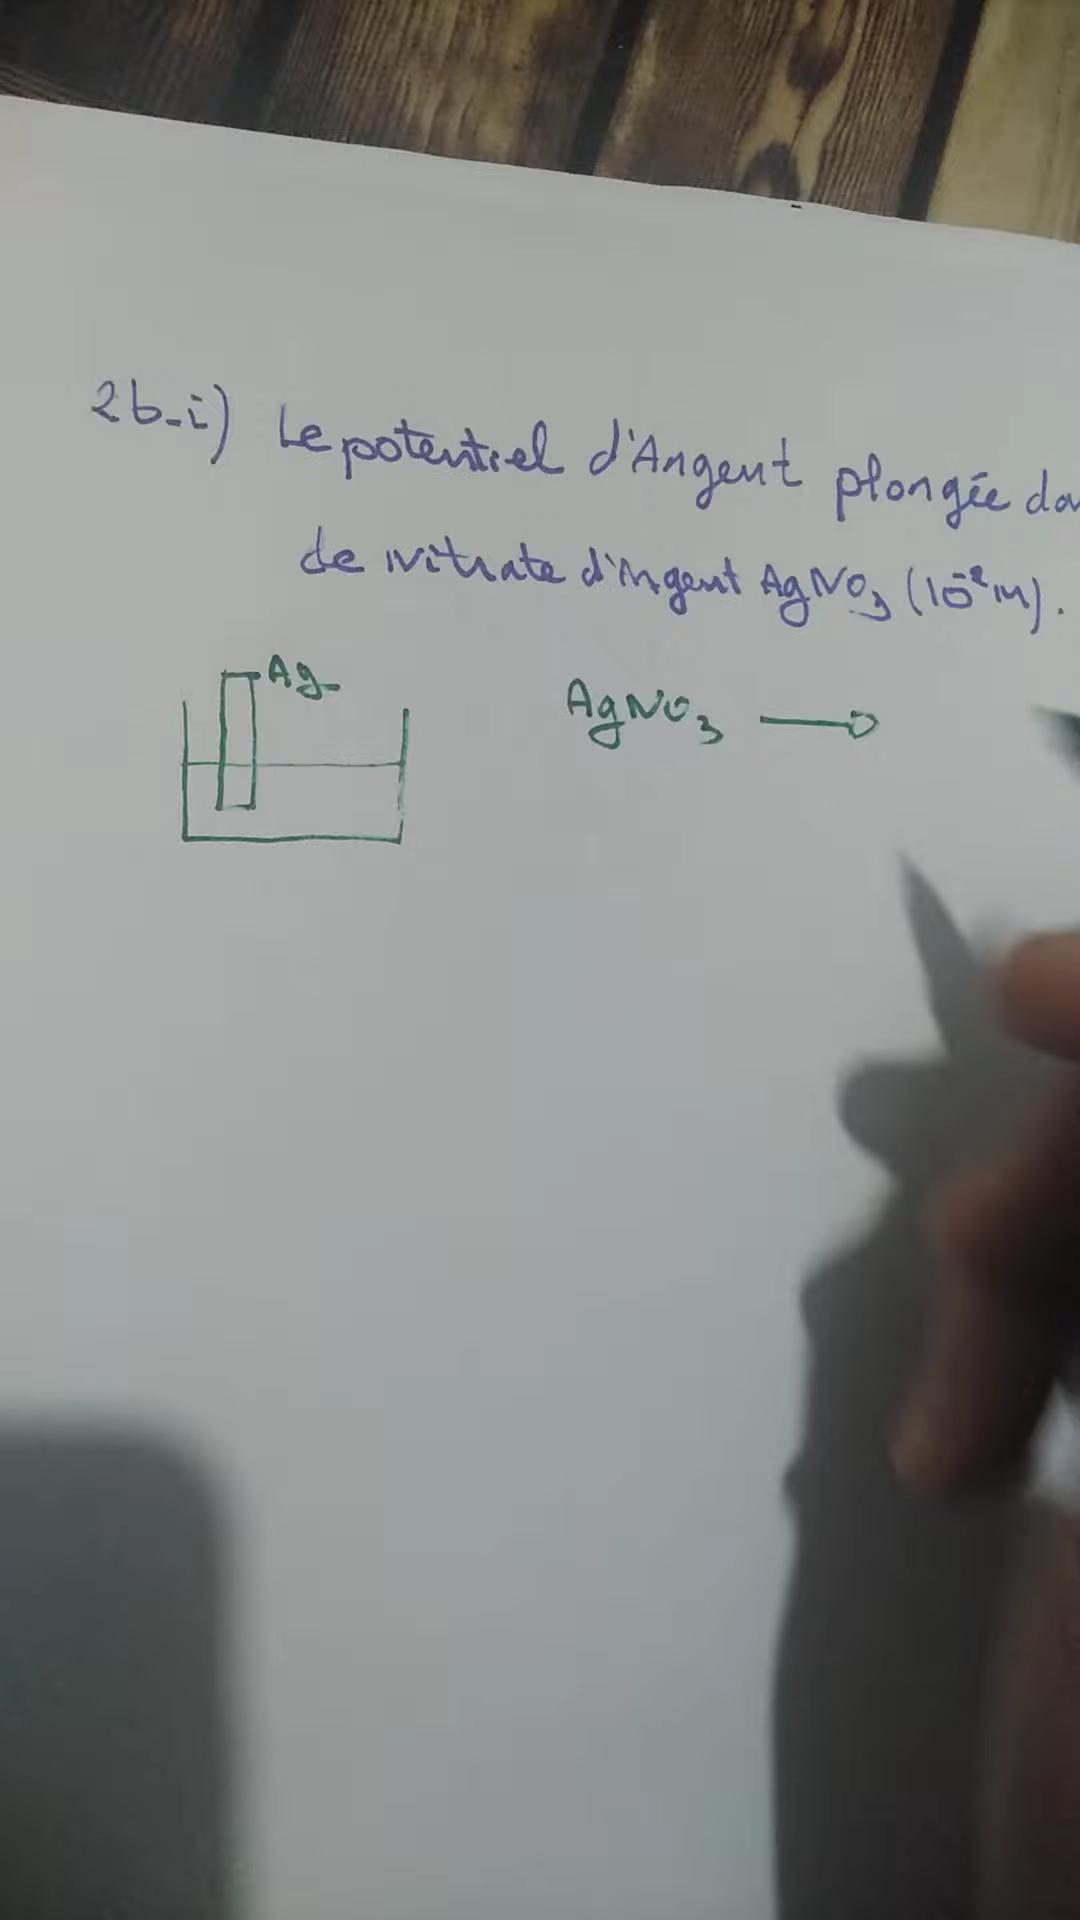 2b-i) Le potentiel d'Argent plongée da
de nitrate d'Argent AgNO₃ (10⁻²M).
Ag
AgNO₃ →